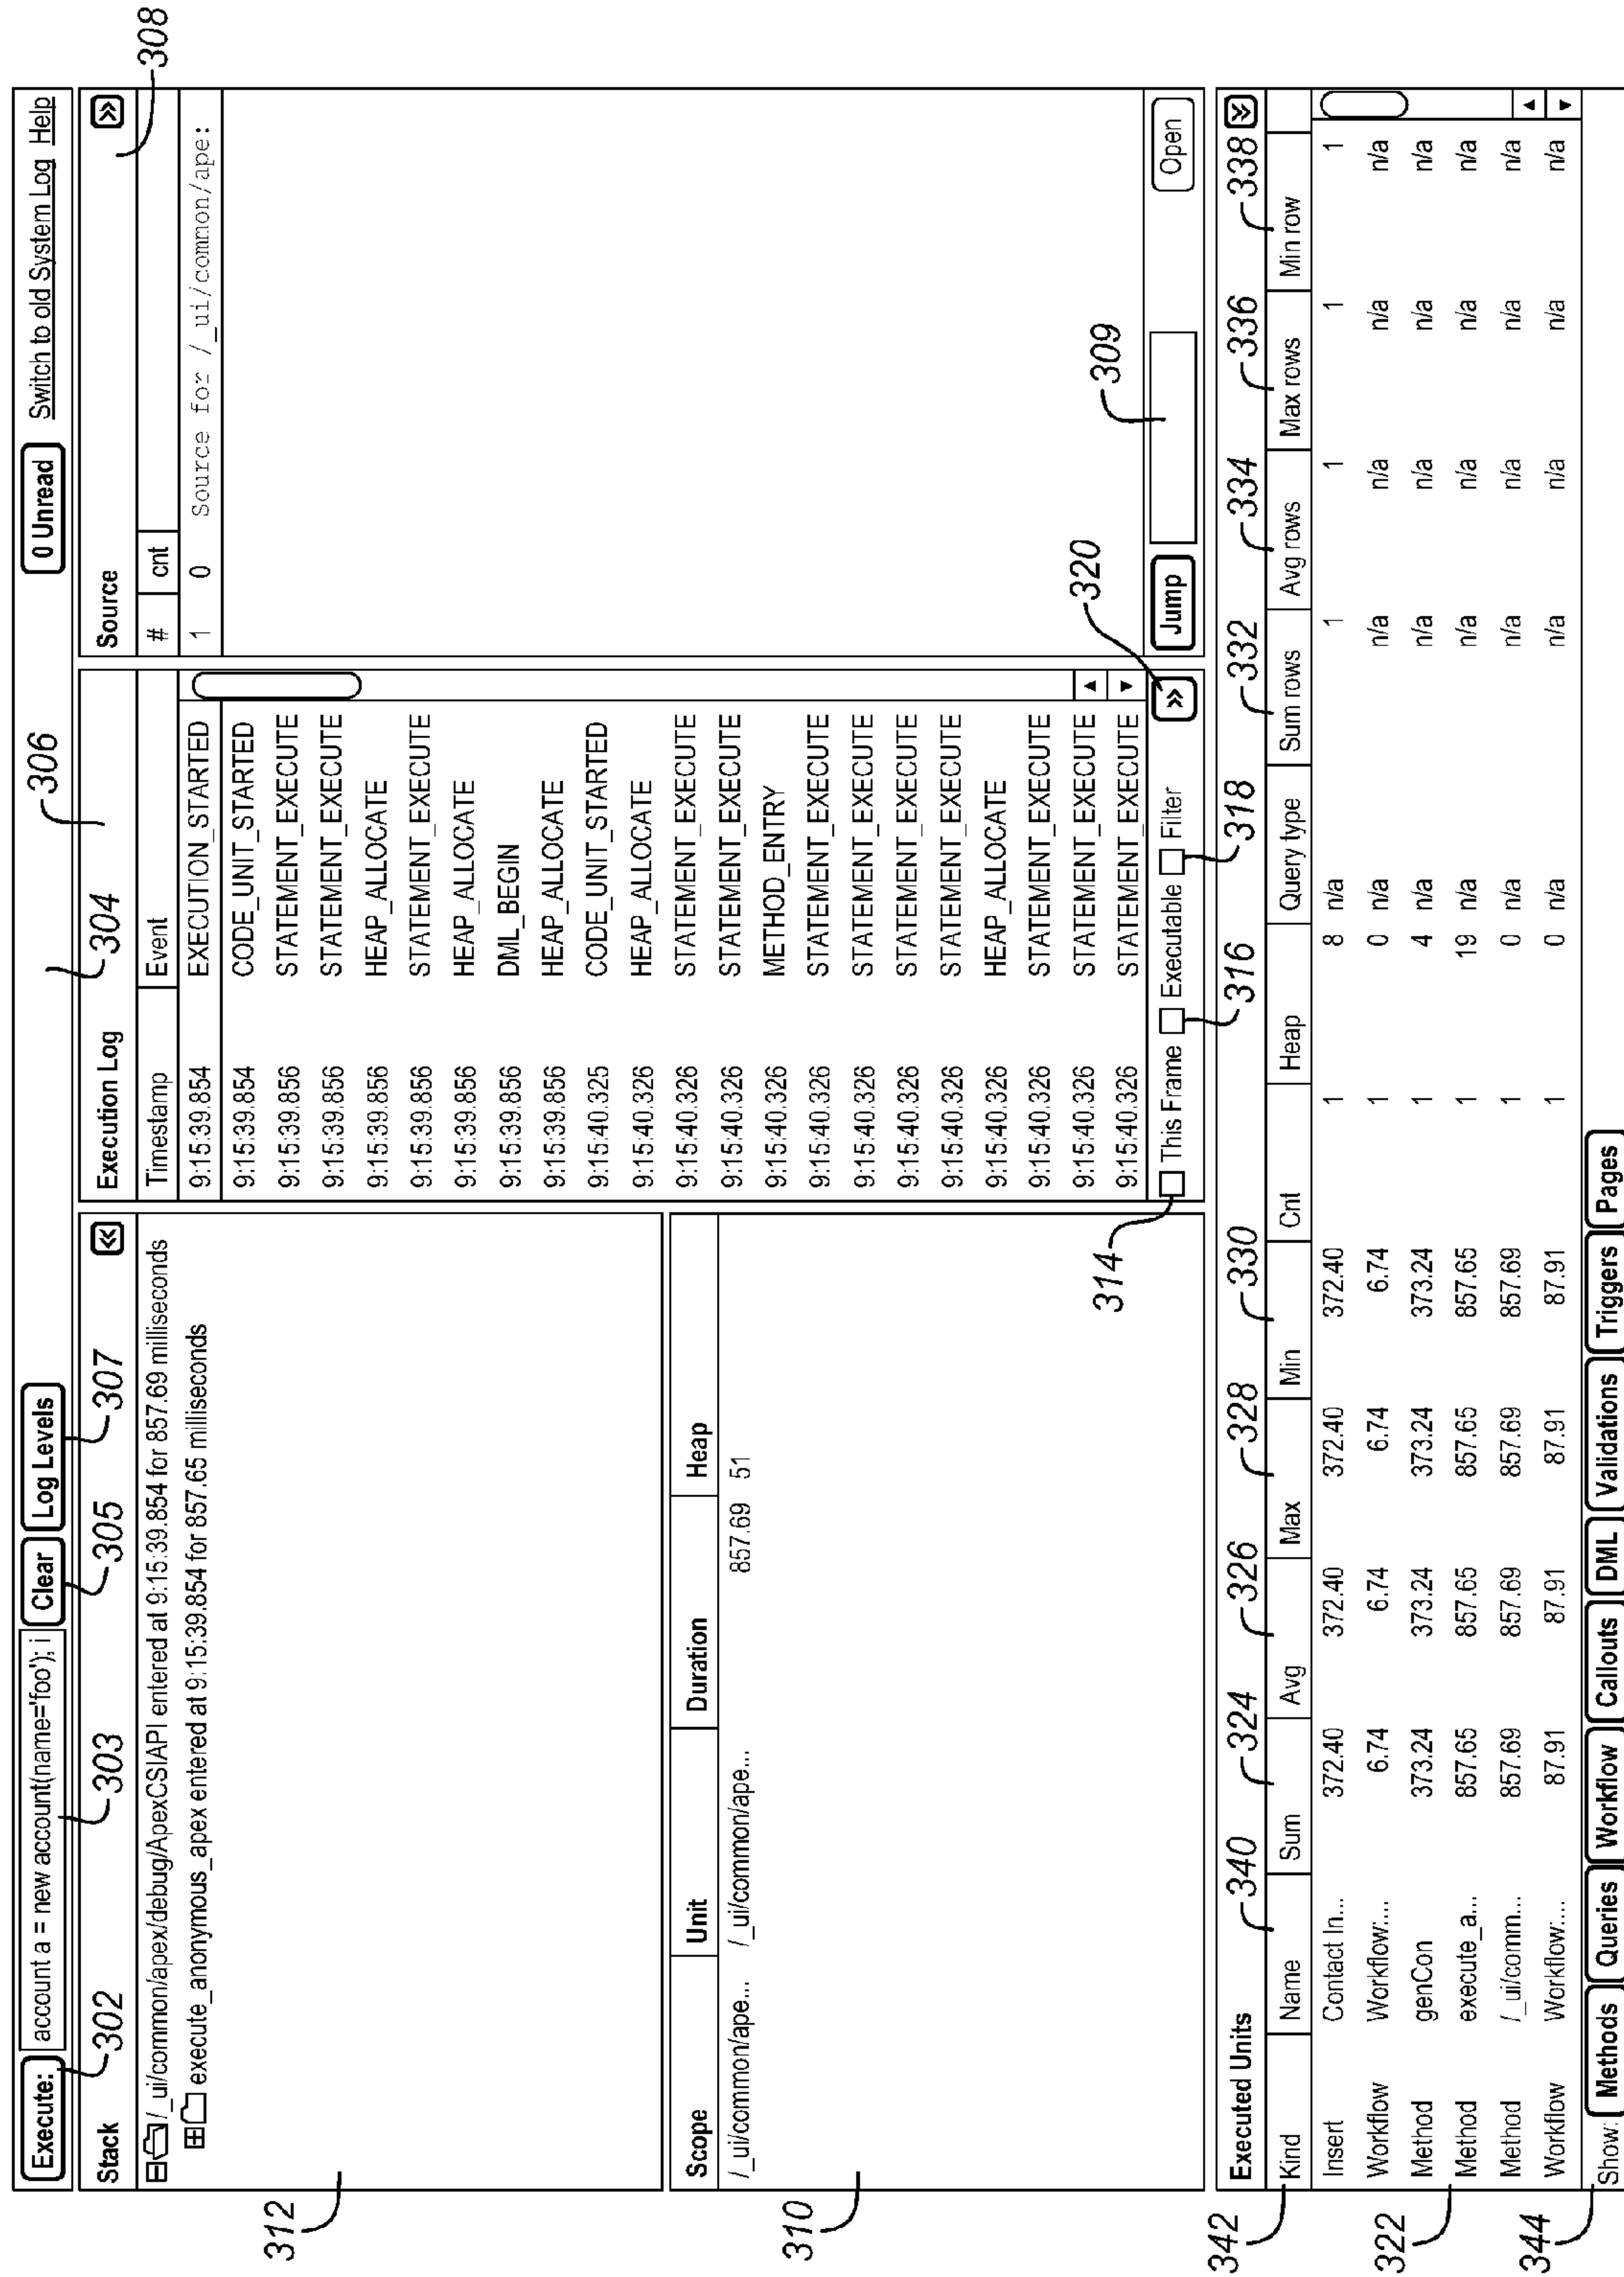 Execute: account a = new account(name='foo'); i Clear Log Levels 0 Unread Switch to old System Log Help
302 303 305 307 304 306 308
Stack
/_ui/common/apex/debug/ApexCSIAPI entered at 9:15:39.854 for 857.69 milliseconds
execute_anonymous_apex entered at 9:15:39.854 for 857.65 milliseconds
312
Scope Unit Duration Heap
/_ui/common/ape... /_ui/common/ape... 857.69 51
310
Execution Log
Timestamp Event
9:15:39.854 EXECUTION_STARTED
9:15:39.854 CODE_UNIT_STARTED
9:15:39.856 STATEMENT_EXECUTE
9:15:39.856 STATEMENT_EXECUTE
9:15:39.856 HEAP_ALLOCATE
9:15:39.856 STATEMENT_EXECUTE
9:15:39.856 HEAP_ALLOCATE
9:15:39.856 DML_BEGIN
9:15:39.856 HEAP_ALLOCATE
9:15:40.325 CODE_UNIT_STARTED
9:15:40.326 HEAP_ALLOCATE
9:15:40.326 STATEMENT_EXECUTE
9:15:40.326 STATEMENT_EXECUTE
9:15:40.326 METHOD_ENTRY
9:15:40.326 STATEMENT_EXECUTE
9:15:40.326 STATEMENT_EXECUTE
9:15:40.326 STATEMENT_EXECUTE
9:15:40.326 STATEMENT_EXECUTE
9:15:40.326 HEAP_ALLOCATE
9:15:40.326 STATEMENT_EXECUTE
9:15:40.326 STATEMENT_EXECUTE
9:15:40.326 STATEMENT_EXECUTE
This Frame Executable Filter
314 316 318 320
Source
# cnt
1 0 Source for /_ui/common/ape:
309
Jump Open
Executed Units 340 324 326 328 330 332 334 336 338
342
Kind Name Sum Avg Max Min Cnt Heap Query type Sum rows Avg rows Max rows Min row
Insert Contact In... 372.40 372.40 372.40 372.40 1 8 n/a 1 1 1 1
Workflow Workflow:... 6.74 6.74 6.74 6.74 1 0 n/a n/a n/a n/a n/a
Method genCon 373.24 373.24 373.24 373.24 1 4 n/a n/a n/a n/a n/a
322
Method execute_a... 857.65 857.65 857.65 857.65 1 19 n/a n/a n/a n/a n/a
Method /_ui/comm... 857.69 857.69 857.69 857.69 1 0 n/a n/a n/a n/a n/a
Workflow Workflow:... 87.91 87.91 87.91 87.91 1 0 n/a n/a n/a n/a n/a
344
Show: Methods Queries Workflow Callouts DML Validations Triggers Pages